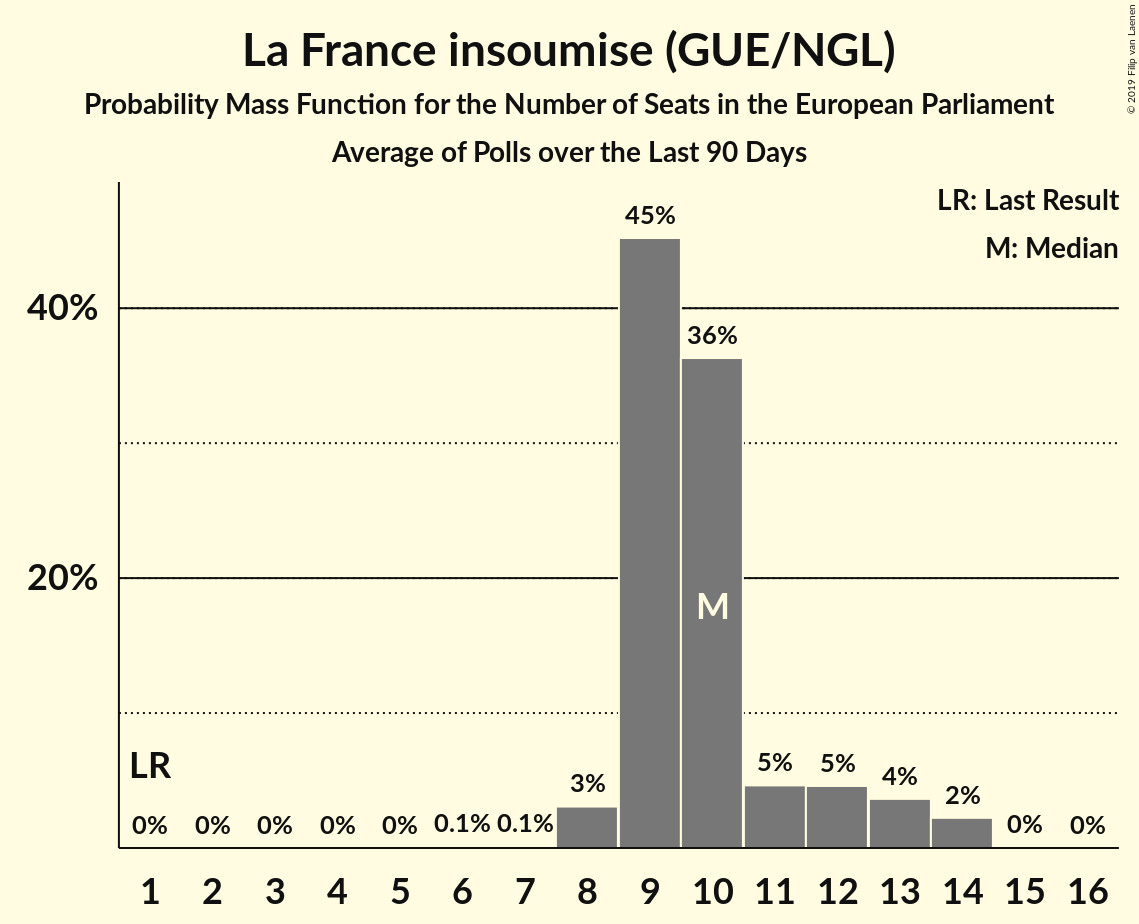 La France insoumise (GUE/NGL)
Probability Mass Function for the Number of Seats in the European Parliament
Average of Polls over the Last 90 Days
© 2019 Filip van Laenen
LR: Last Result
M: Median
45%
40%
36%
20%
M
LR
0% 0% 0% 0% 0% 0.1% 0.1% 3% 5% 5% 4% 2% 0% 0%
1 2 3 4 5 6 7 8 9 10 11 12 13 14 15 16